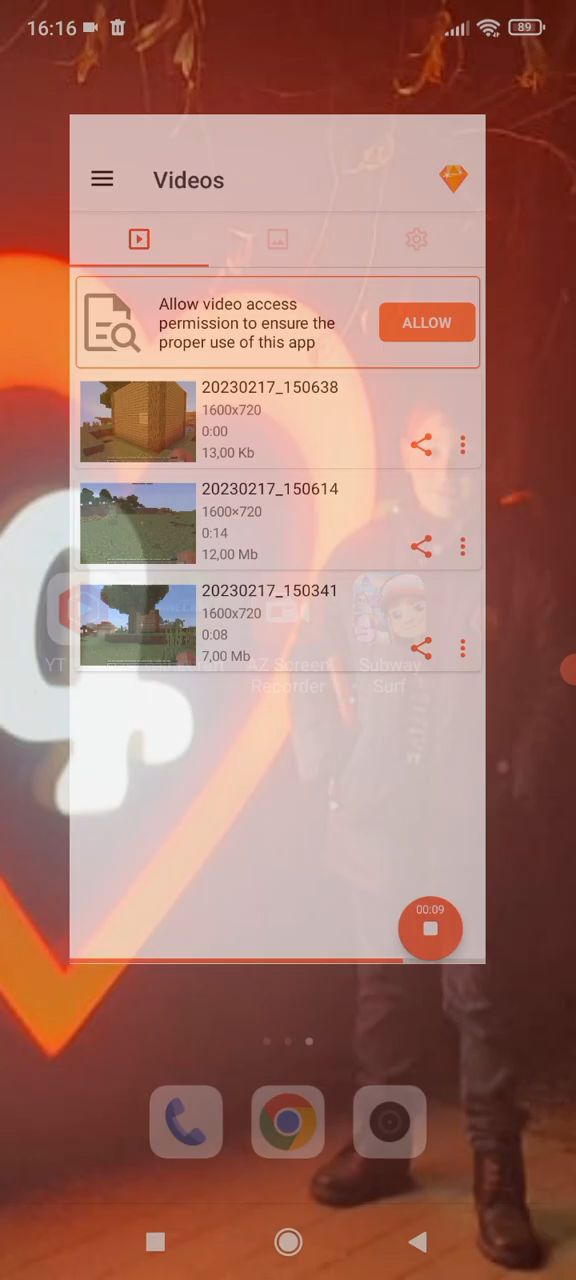 16:16
89
Videos
Allow video access
permission to ensure the
proper use of this app
ALLOW
20230217_150638
1600x720
0:00
13,00 Kb
20230217_150614
1600×720
0:14
12,00 Mb
20230217_150341
1600x720
0:08
7,00 Mb
YT
AZ Screen
Recorder
Subway
Surf
00:09